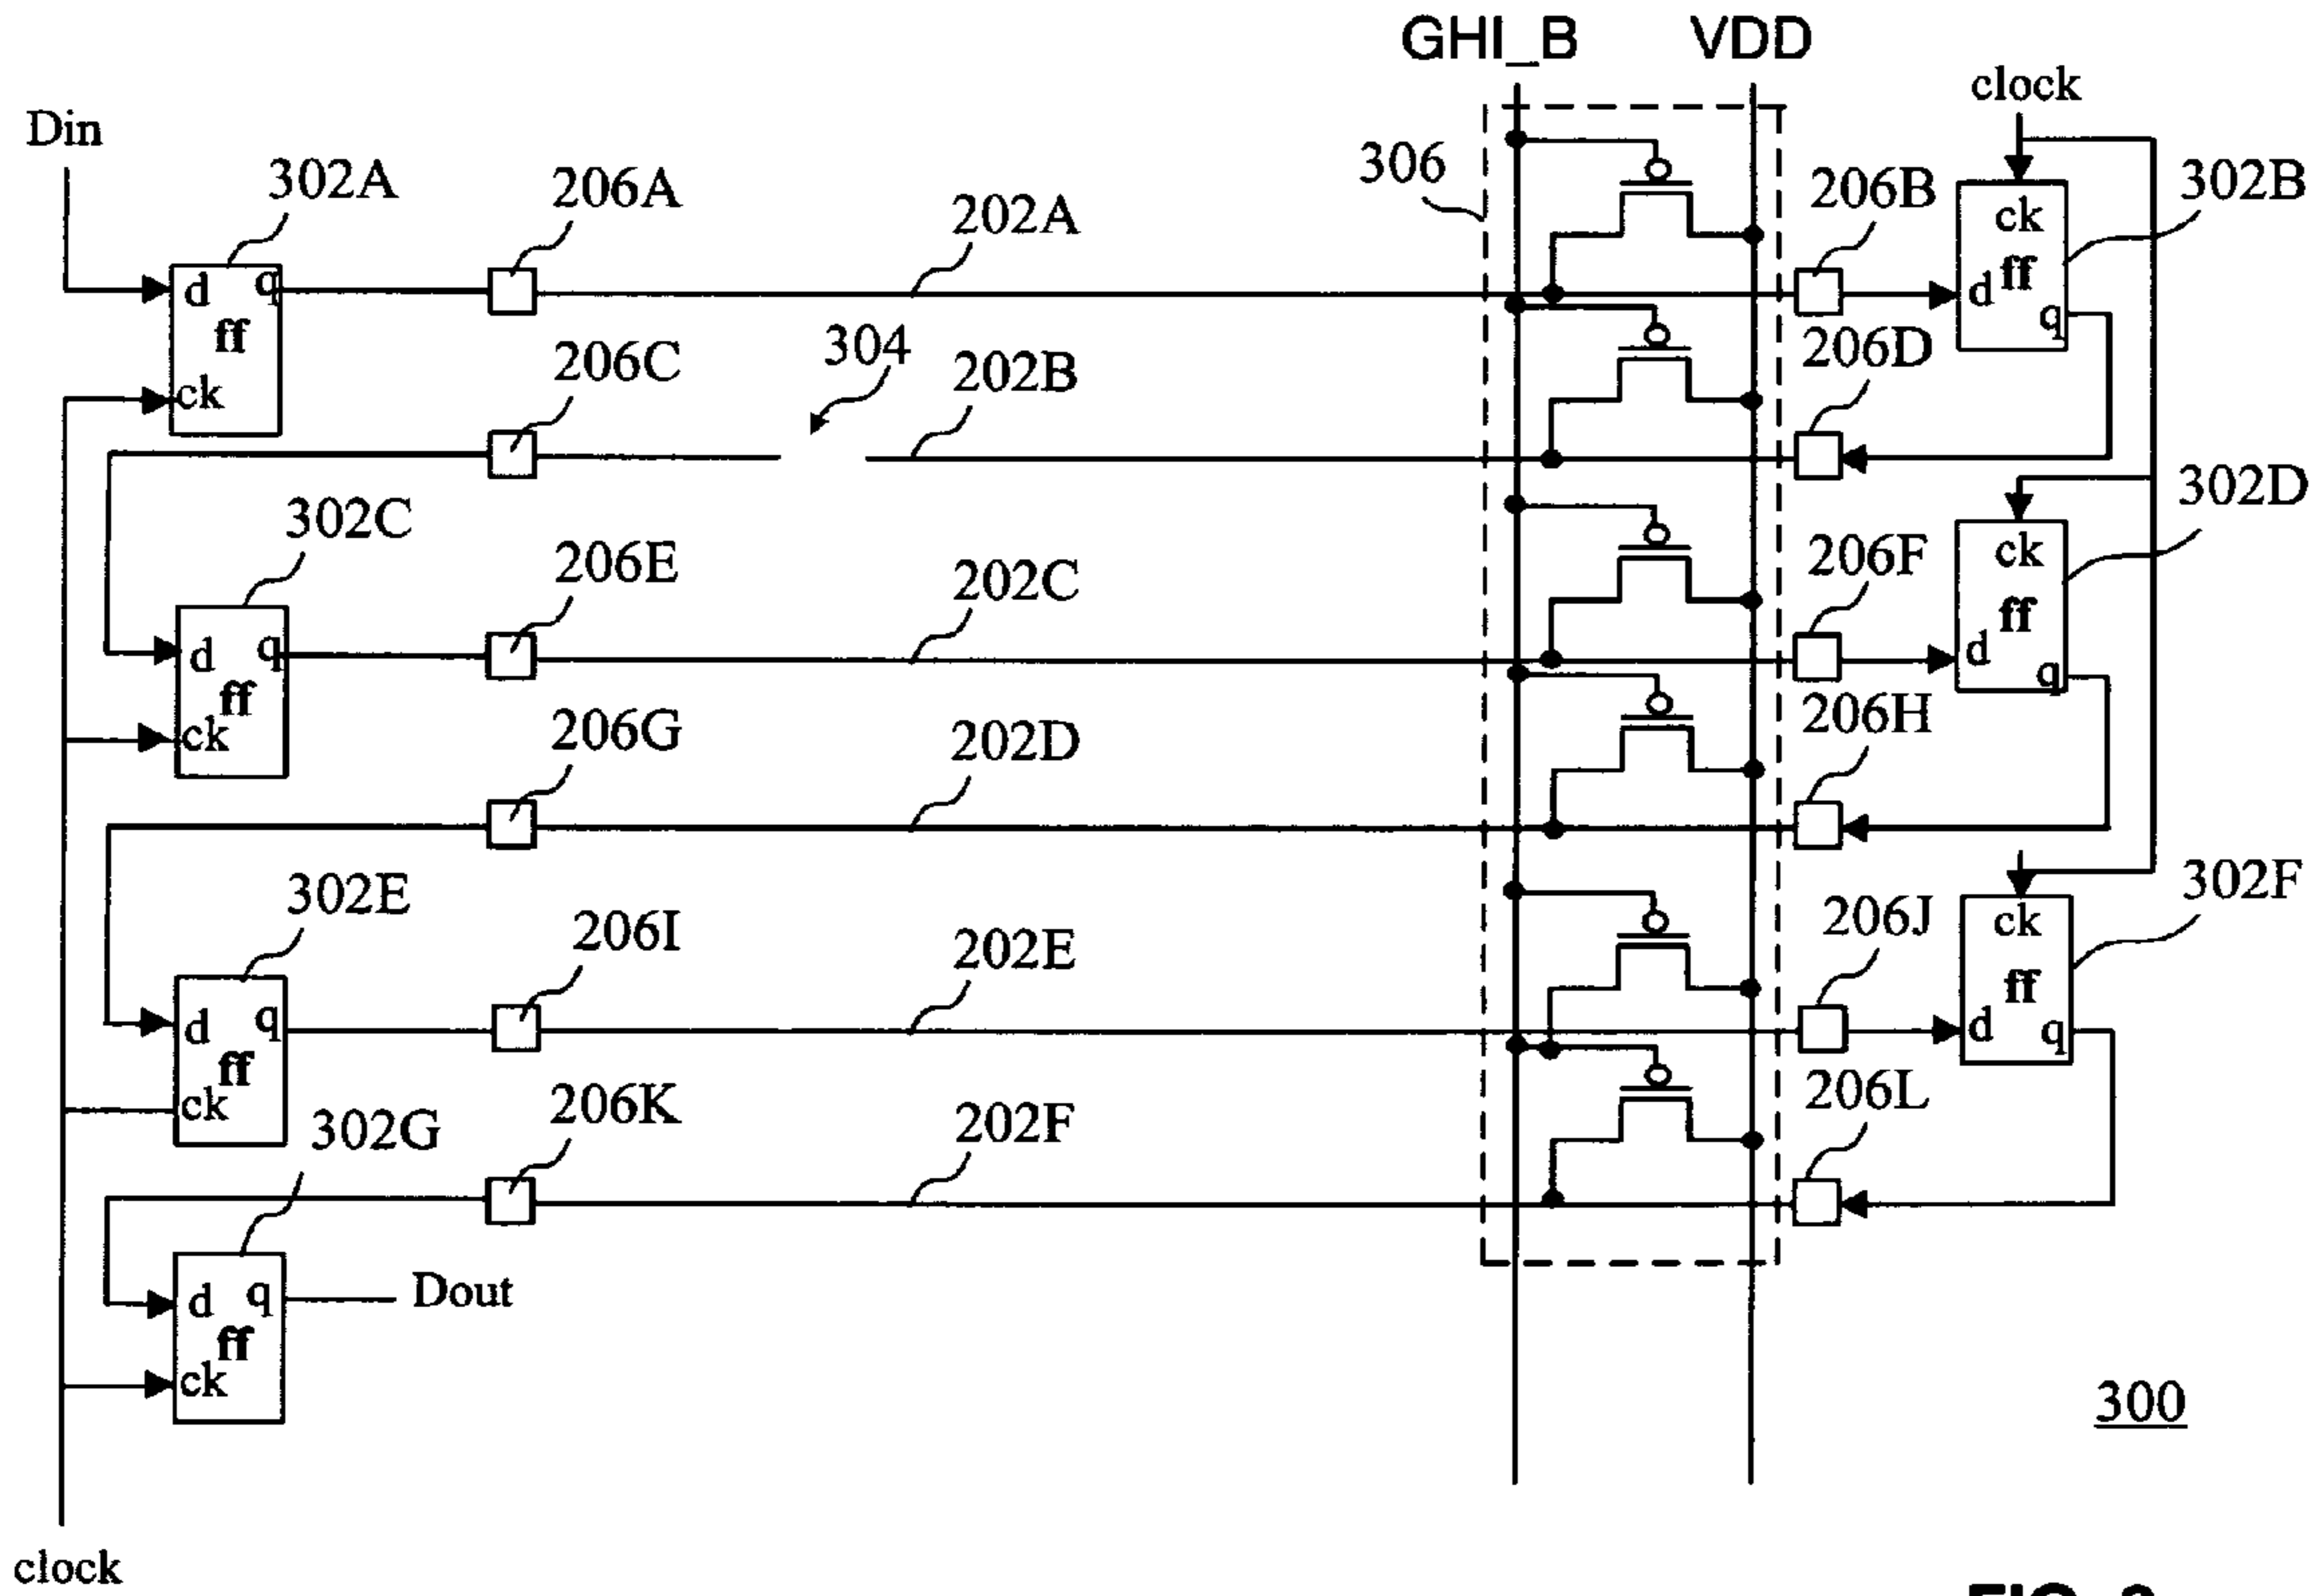 GHI_B VDD
clock
Din
302A 206A 202A 306 206B 302B
d q ff ck
ck d ff q
206C 304 202B 206D
302C 206E 202C 206F 302D
d q ff ck
ck ff d q
206G 202D 206H
302E 206I 202E 206J 302F
d q ff ck
ck ff d q
302G 206K 202F 206L
d q ff ck
Dout
300
clock